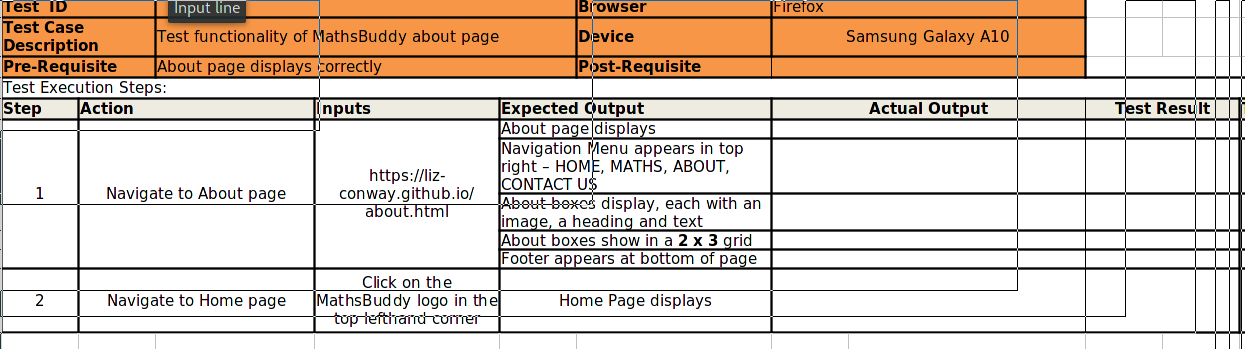 Test ID Input line Browser Firefox
Test Case Description Test functionality of MathsBuddy about page Device Samsung Galaxy A10
Pre-Requisite About page displays correctly Post-Requisite
Test Execution Steps:
Step Action Inputs Expected Output Actual Output Test Result
1 Navigate to About page
https://liz-
conway.github.io/
about.html
About page displays
Navigation Menu appears in top
right – HOME, MATHS, ABOUT,
CONTACT US
About boxes display, each with an
image, a heading and text
About boxes show in a 2 x 3 grid
Footer appears at bottom of page
2 Navigate to Home page
Click on the
MathsBuddy logo in the
top lefthand corner
Home Page displays